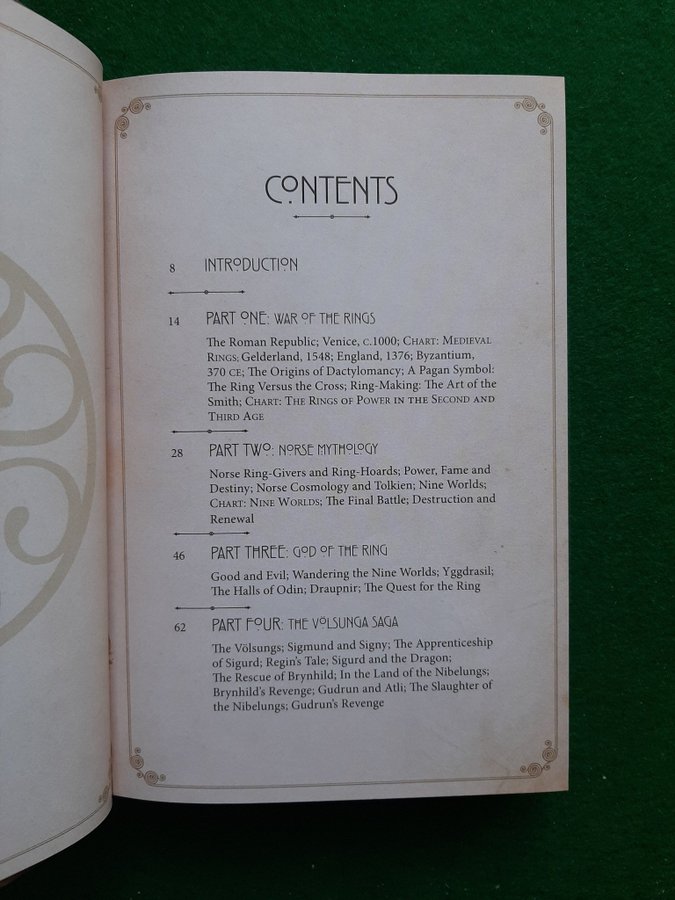 CONTENTS
8 INTRODUCTION
14 PART ONE: WAR OF THE RINGS
The Roman Republic; Venice, C.1000; CHART: MEDIEVAL
RINGS; Gelderland, 1548; England, 1376; Byzantium,
370 CE; The Origins of Dactylomancy; A Pagan Symbol:
The Ring Versus the Cross; Ring-Making: The Art of the
Smith; CHART: THE RINGS OF POWER IN THE SECOND AND
THIRD AGE
28 PART TWO: NORSE MYTHOLOGY
Norse Ring-Givers and Ring-Hoards; Power, Fame and
Destiny; Norse Cosmology and Tolkien; Nine Worlds;
CHART: NINE WORLDS; The Final Battle; Destruction and
Renewal
46 PART THREE: GOD OF THE RING
Good and Evil; Wandering the Nine Worlds; Yggdrasil;
The Halls of Odin; Draupnir; The Quest for the Ring
62 PART FOUR: THE VÖLSUNGA SAGA
The Völsungs; Sigmund and Signy; The Apprenticeship
of Sigurd; Regin's Tale; Sigurd and the Dragon;
The Rescue of Brynhild; In the Land of the Nibelungs;
Brynhild's Revenge; Gudrun and Atli; The Slaughter of
the Nibelungs; Gudrun's Revenge